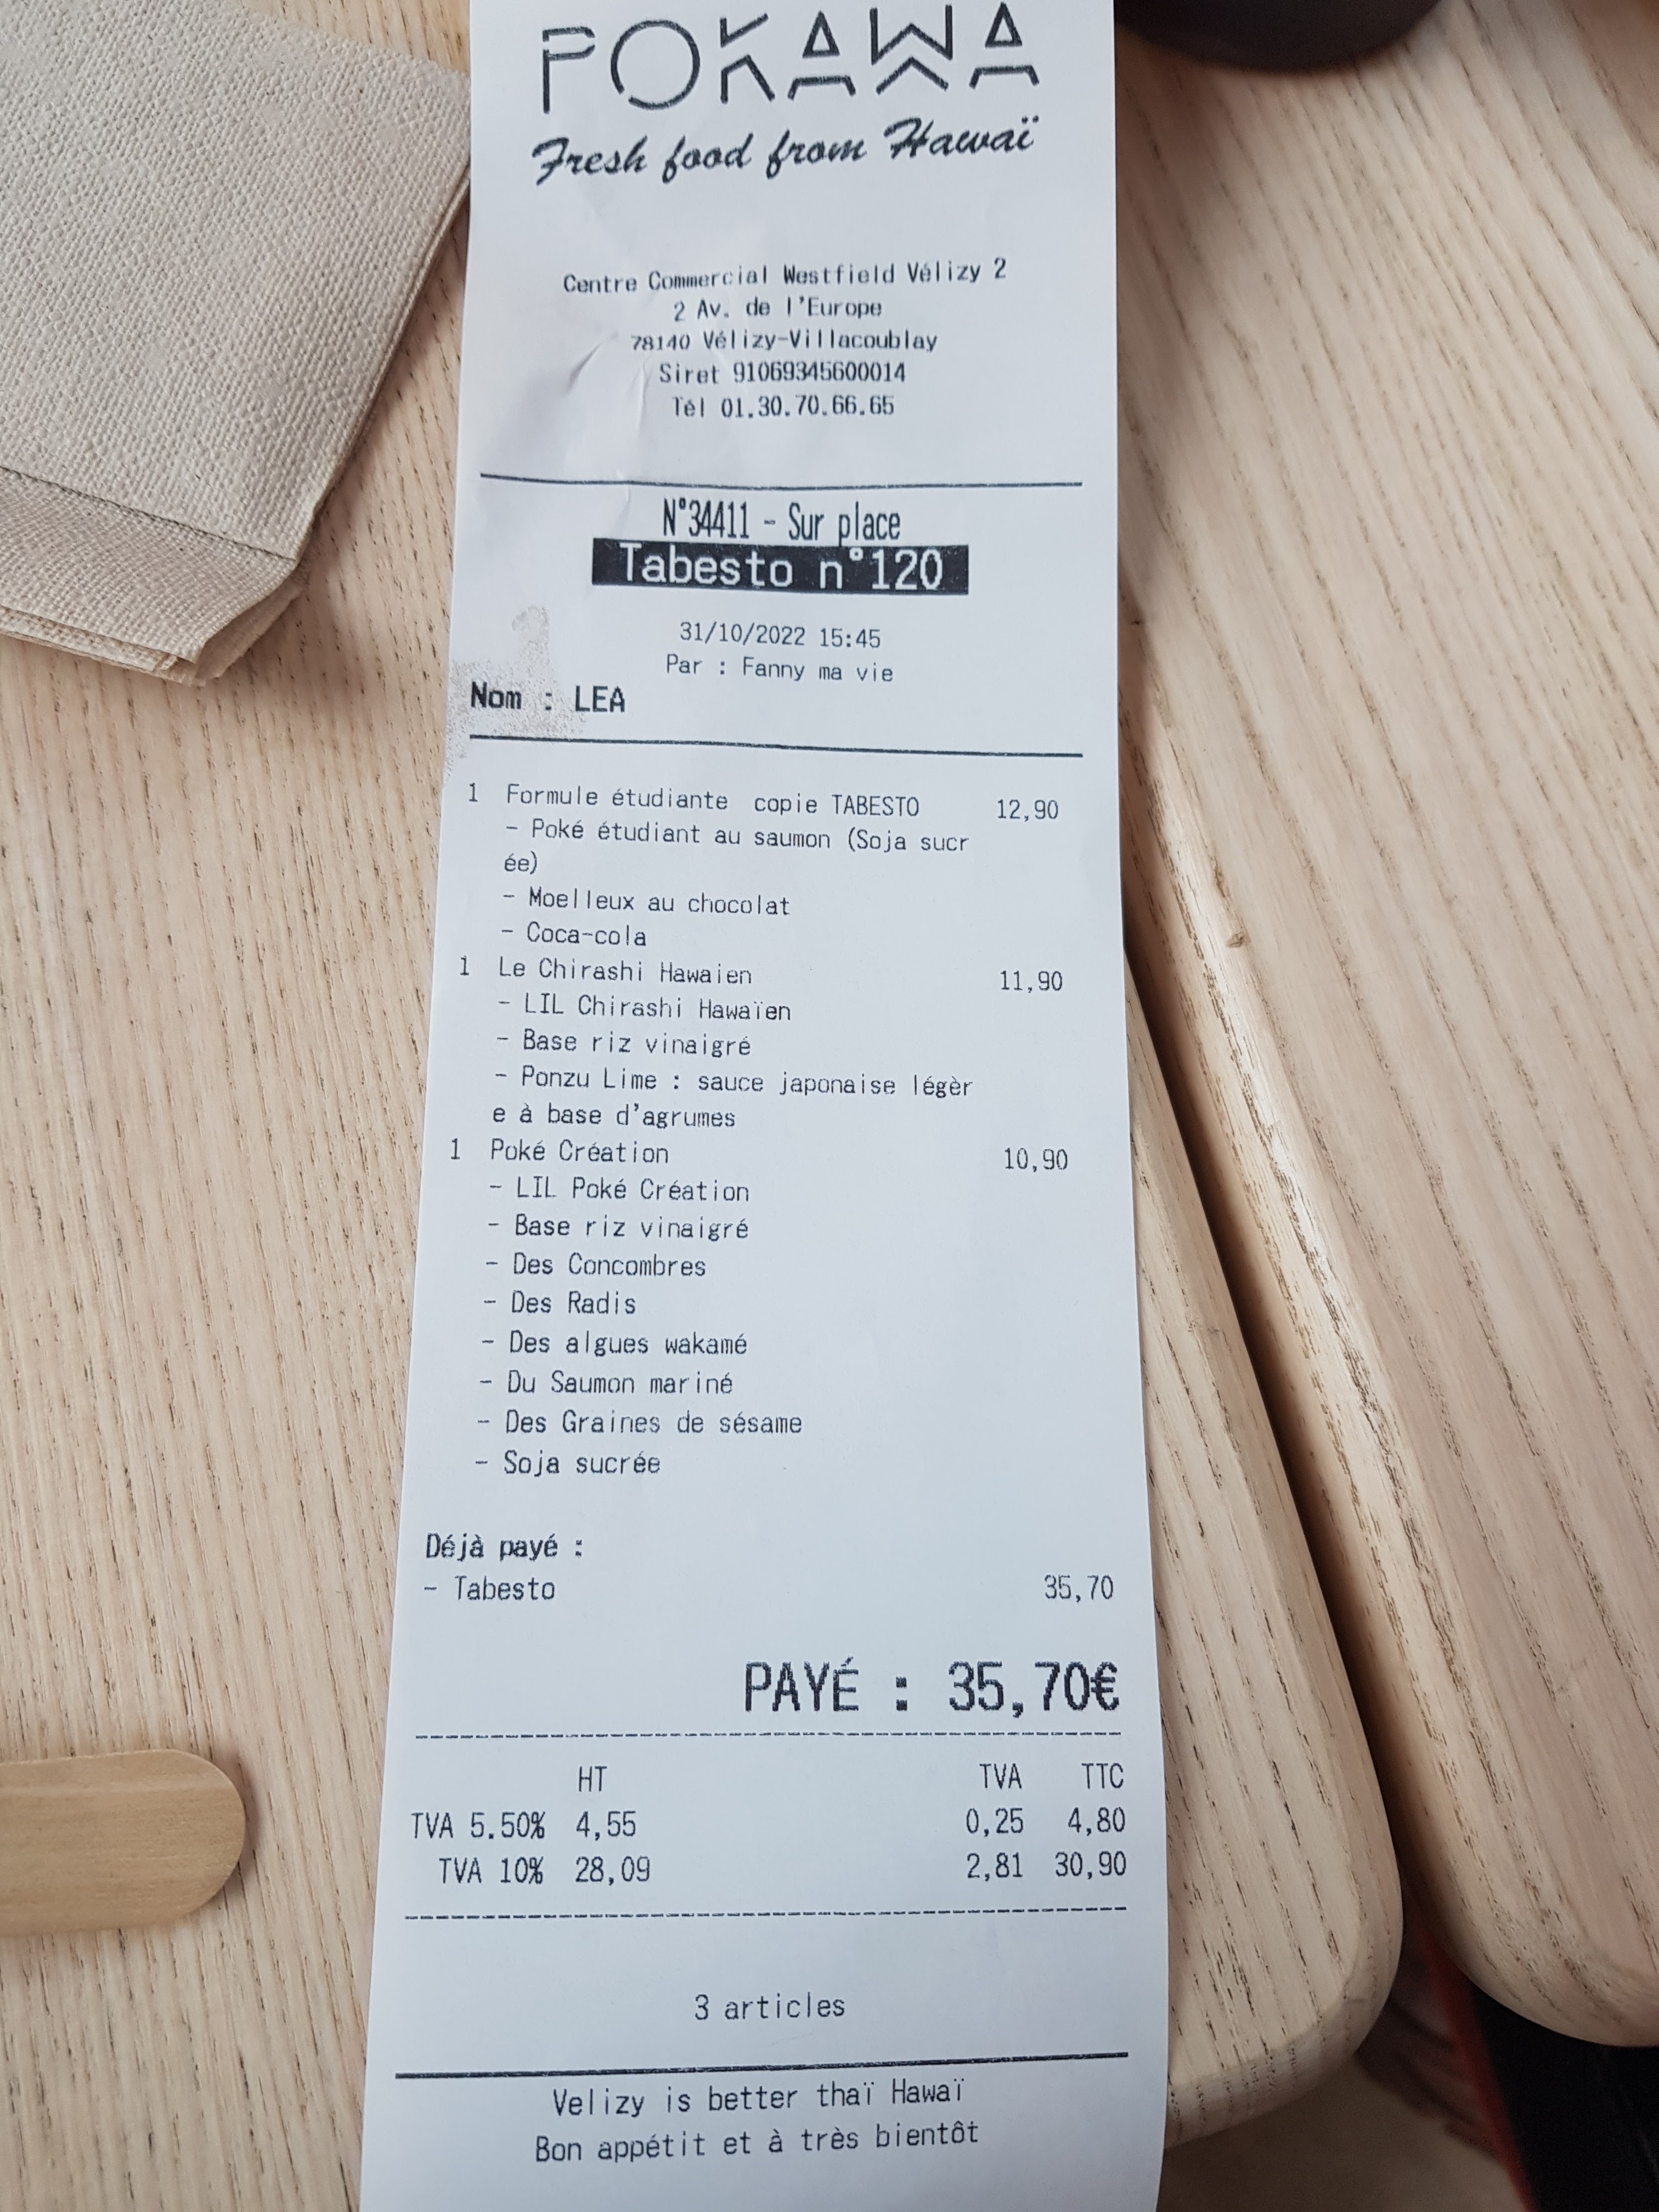 POKAWA
Fresh food from Hawaï
Centre Commercial Westfield Vélizy 2
2 Av. de l'Europe
78140 Vélizy-Villacoublay
Siret 91069345600014
Tél 01.30.70.66.65
N°34411 - Sur place
Tabesto n°120
31/10/2022 15:45
Par : Fanny ma vie
Nom : LEA
1 Formule étudiante copie TABESTO 12,90
- Poké étudiant au saumon (Soja sucr
ée)
- Moelleux au chocolat
- Coca-cola
1 Le Chirashi Hawaien 11,90
- LIL Chirashi Hawaïen
- Base riz vinaigré
- Ponzu Lime : sauce japonaise légèr
e à base d'agrumes
1 Poké Création 10,90
- LIL Poké Création
- Base riz vinaigré
- Des Concombres
- Des Radis
- Des algues wakamé
- Du Saumon mariné
- Des Graines de sésame
- Soja sucrée
Déjà payé :
- Tabesto 35,70
PAYÉ : 35,70€
HT TVA TTC
TVA 5.50% 4,55 0,25 4,80
TVA 10% 28,09 2,81 30,90
3 articles
Velizy is better thaï Hawaï
Bon appétit et à très bientôt